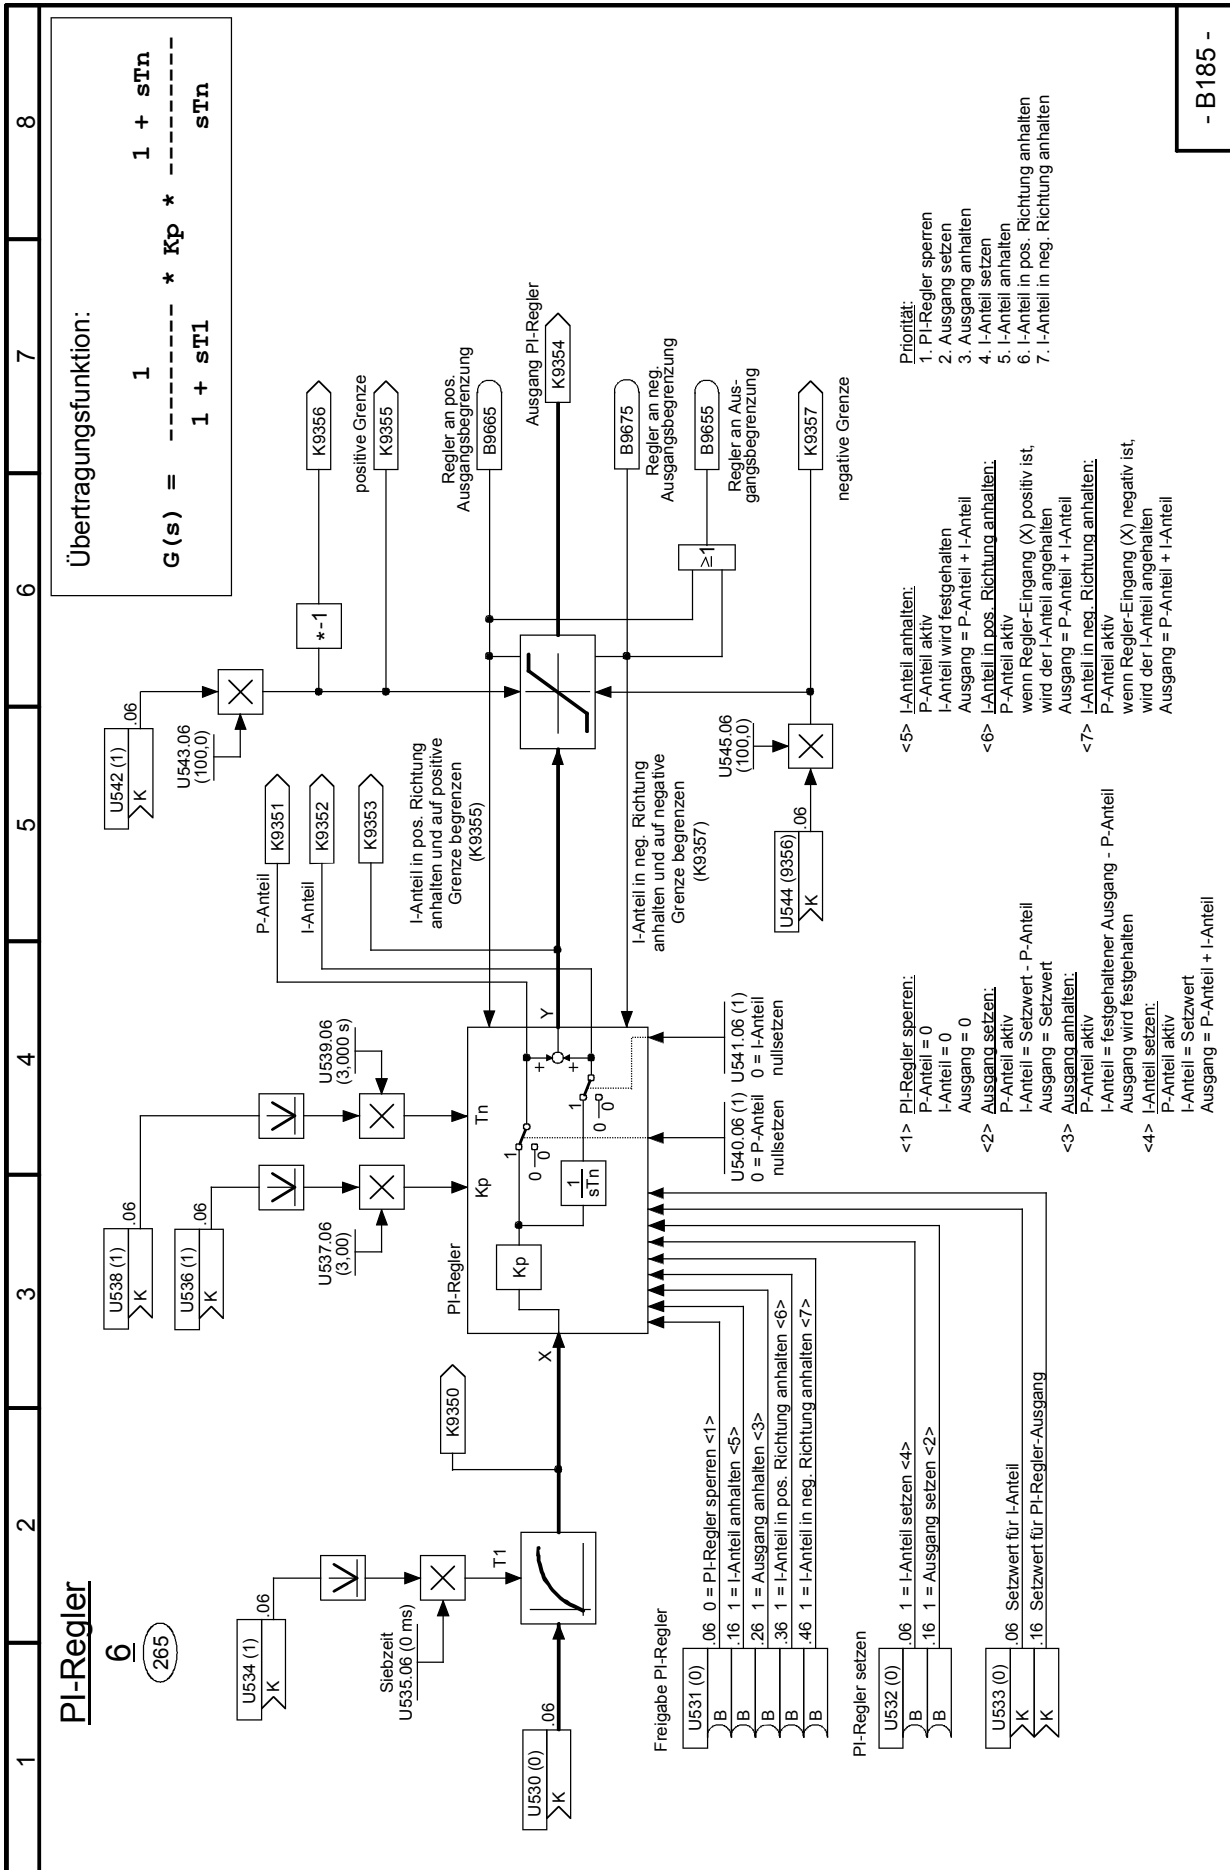 1 2 3 4 5 6 7 8
PI-Regler
6
265
Übertragungsfunktion:
1 1 + sTn
G(s) = -------- * Kp * ---------
1 + sT1 sTn
U534 (1)
K
.06
Siebzeit
U535.06 (0 ms)
T1
U530 (0)
K
.06
K9350
X
U538 (1)
K
.06
U536 (1)
K
.06
U537.06
(3,00)
U539.06
(3,000 s)
PI-Regler
Kp
Tn
Kp
1
sTn
1
0
0
1
0
0
+
+
Y
U540.06 (1)
0 = P-Anteil
nullsetzen
U541.06 (1)
0 = I-Anteil
nullsetzen
P-Anteil
K9351
I-Anteil
K9352
K9353
I-Anteil in pos. Richtung
anhalten und auf positive
Grenze begrenzen
(K9355)
I-Anteil in neg. Richtung
anhalten und auf negative
Grenze begrenzen
(K9357)
U542 (1)
K
.06
U543.06
(100,0)
U544 (9356)
K
.06
U545.06
(100,0)
*-1
K9356
positive Grenze
K9355
Regler an pos.
Ausgangsbegrenzung
B9665
Ausgang PI-Regler
K9354
B9675
Regler an neg.
Ausgangsbegrenzung
≥1
B9655
Regler an Aus-
gangsbegrenzung
K9357
negative Grenze
Freigabe PI-Regler
U531 (0)
B .06 0 = PI-Regler sperren <1>
B .16 1 = I-Anteil anhalten <5>
B .26 1 = Ausgang anhalten <3>
B .36 1 = I-Anteil in pos. Richtung anhalten <6>
B .46 1 = I-Anteil in neg. Richtung anhalten <7>
PI-Regler setzen
U532 (0)
B .06 1 = I-Anteil setzen <4>
B .16 1 = Ausgang setzen <2>
U533 (0)
K .06 Setzwert für I-Anteil
K .16 Setzwert für PI-Regler-Ausgang
<1> PI-Regler sperren:
P-Anteil = 0
I-Anteil = 0
Ausgang = 0
<2> Ausgang setzen:
P-Anteil aktiv
I-Anteil = Setzwert - P-Anteil
Ausgang = Setzwert
<3> Ausgang anhalten:
P-Anteil aktiv
I-Anteil = festgehaltener Ausgang - P-Anteil
Ausgang wird festgehalten
<4> I-Anteil setzen:
P-Anteil aktiv
I-Anteil = Setzwert
Ausgang = P-Anteil + I-Anteil
<5> I-Anteil anhalten:
P-Anteil aktiv
I-Anteil wird festgehalten
Ausgang = P-Anteil + I-Anteil
<6> I-Anteil in pos. Richtung anhalten:
P-Anteil aktiv
wenn Regler-Eingang (X) positiv ist,
wird der I-Anteil angehalten
Ausgang = P-Anteil + I-Anteil
<7> I-Anteil in neg. Richtung anhalten:
P-Anteil aktiv
wenn Regler-Eingang (X) negativ ist,
wird der I-Anteil angehalten
Ausgang = P-Anteil + I-Anteil
Priorität:
1. PI-Regler sperren
2. Ausgang setzen
3. Ausgang anhalten
4. I-Anteil setzen
5. I-Anteil anhalten
6. I-Anteil in pos. Richtung anhalten
7. I-Anteil in neg. Richtung anhalten
- B185 -